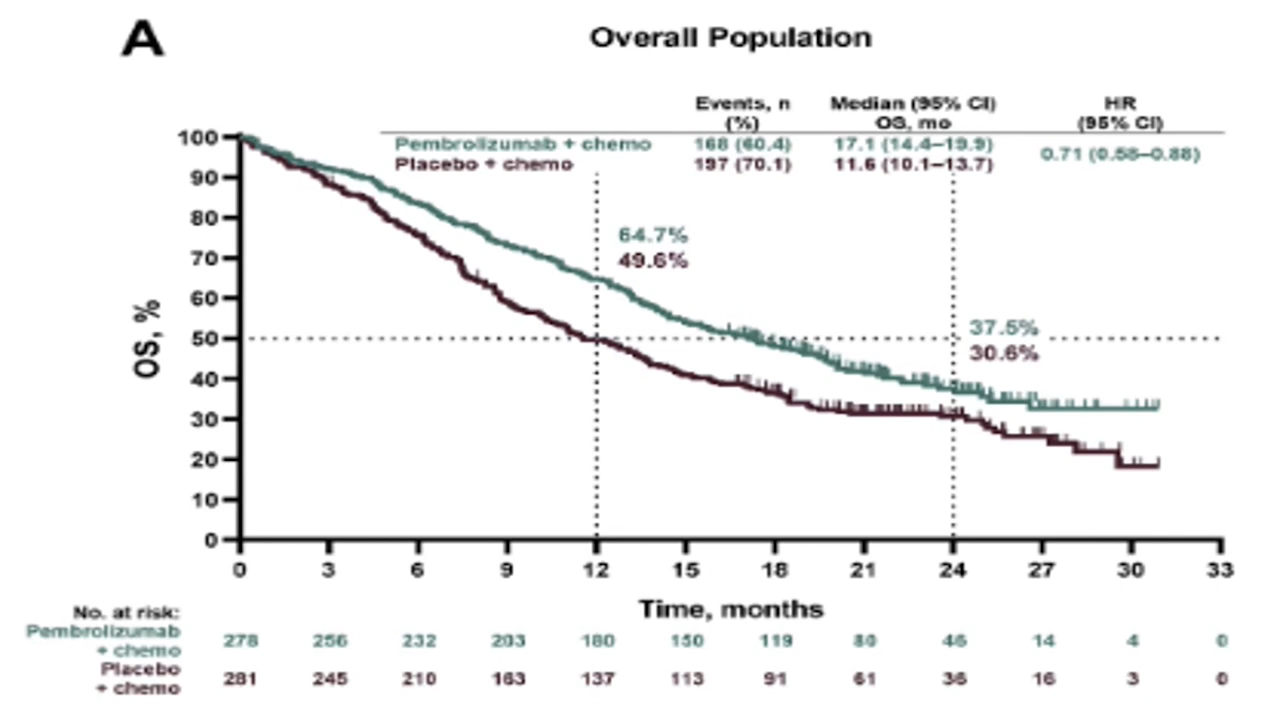 A
Overall Population
Events, n Median (95% CI) HR
(%) OS, mo (95% CI)
Pembrolizumab + chemo 168 (60.4) 17.1 (14.4–19.9)
0.71 (0.58–0.88)
Placebo + chemo 197 (70.1) 11.6 (10.1–13.7)
100
90
80
70
60
50
40
30
20
10
0
OS, %
64.7%
49.6%
37.5%
30.6%
0 3 6 9 12 15 18 21 24 27 30 33
Time, months
No. at risk:
Pembrolizumab
+ chemo
278 256 232 203 180 150 119 80 46 14 4 0
Placebo
+ chemo
281 245 210 163 137 113 91 61 36 16 3 0